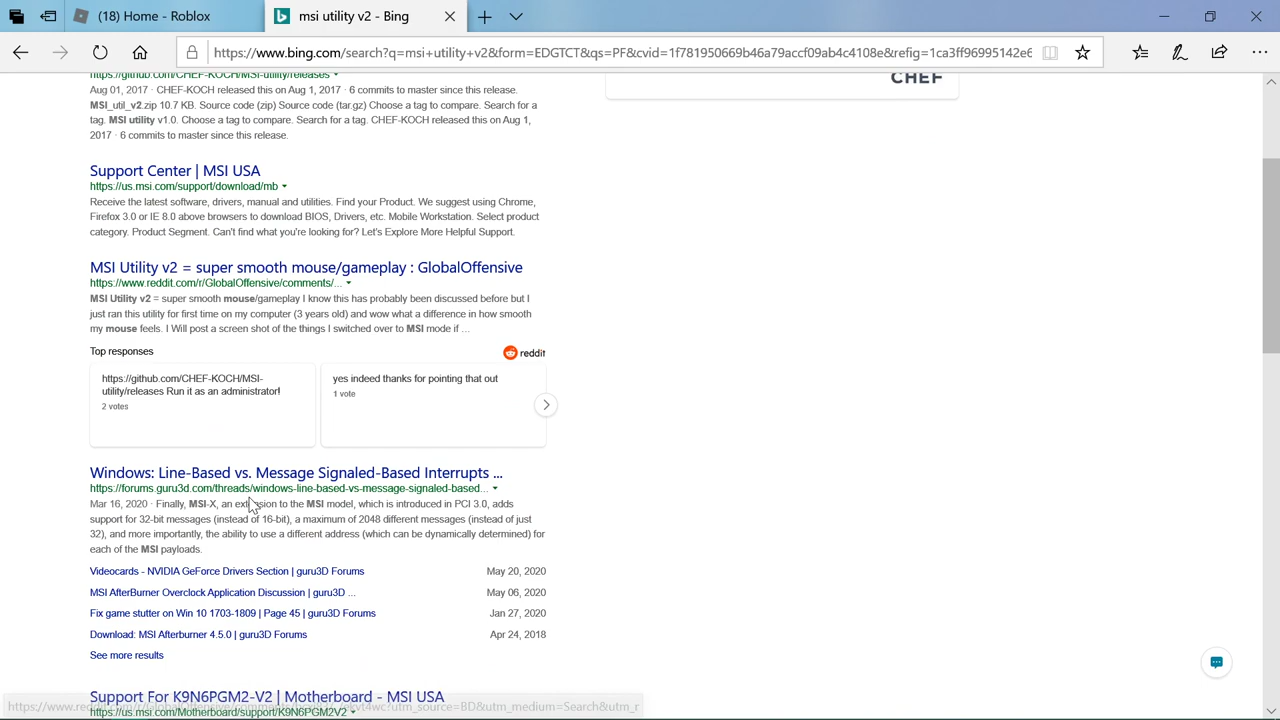 (18) Home - Roblox
msi utility v2 - Bing
https://www.bing.com/search?q=msi+utility+v2&form=EDGTCT&qs=PF&cvid=1f781950669b46a79accf09ab4c4108e&refig=1ca3ff96995142e6
https://github.com/CHEF-KOCH/MSI-utility/releases
CHEF
Aug 01, 2017 · CHEF-KOCH released this on Aug 1, 2017 · 6 commits to master since this release.
MSI_util_v2.zip 10.7 KB. Source code (zip) Source code (tar.gz) Choose a tag to compare. Search for a
tag. MSI utility v1.0. Choose a tag to compare. Search for a tag. CHEF-KOCH released this on Aug 1,
2017 · 6 commits to master since this release.
Support Center | MSI USA
https://us.msi.com/support/download/mb
Receive the latest software, drivers, manual and utilities. Find your Product. We suggest using Chrome,
Firefox 3.0 or IE 8.0 above browsers to download BIOS, Drivers, etc. Mobile Workstation. Select product
category. Product Segment. Can't find what you're looking for? Let's Explore More Helpful Support.
MSI Utility v2 = super smooth mouse/gameplay : GlobalOffensive
https://www.reddit.com/r/GlobalOffensive/comments/...
MSI Utility v2 = super smooth mouse/gameplay I know this has probably been discussed before but I
just ran this utility for first time on my computer (3 years old) and wow what a difference in how smooth
my mouse feels. I Will post a screen shot of the things I switched over to MSI mode if ...
Top responses
reddit
https://github.com/CHEF-KOCH/MSI-
utility/releases Run it as an administrator!
2 votes
yes indeed thanks for pointing that out
1 vote
Windows: Line-Based vs. Message Signaled-Based Interrupts ...
https://forums.guru3d.com/threads/windows-line-based-vs-message-signaled-based...
Mar 16, 2020 · Finally, MSI-X, an extension to the MSI model, which is introduced in PCI 3.0, adds
support for 32-bit messages (instead of 16-bit), a maximum of 2048 different messages (instead of just
32), and more importantly, the ability to use a different address (which can be dynamically determined) for
each of the MSI payloads.
Videocards - NVIDIA GeForce Drivers Section | guru3D Forums May 20, 2020
MSI AfterBurner Overclock Application Discussion | guru3D ... May 06, 2020
Fix game stutter on Win 10 1703-1809 | Page 45 | guru3D Forums Jan 27, 2020
Download: MSI Afterburner 4.5.0 | guru3D Forums Apr 24, 2018
See more results
Support For K9N6PGM2-V2 | Motherboard - MSI USA
https://us.msi.com/Motherboard/support/K9N6PGM2V2